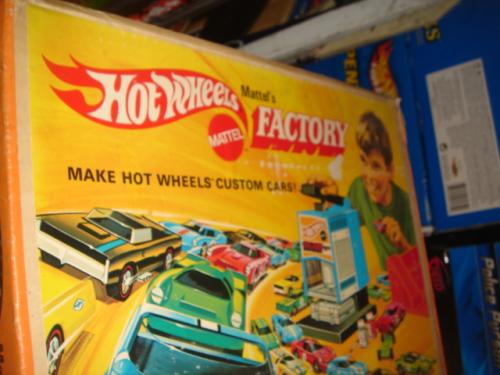 HOT WHEELS
Mattel's
MATTEL
FACTORY
MAKE HOT WHEELS CUSTOM CARS!